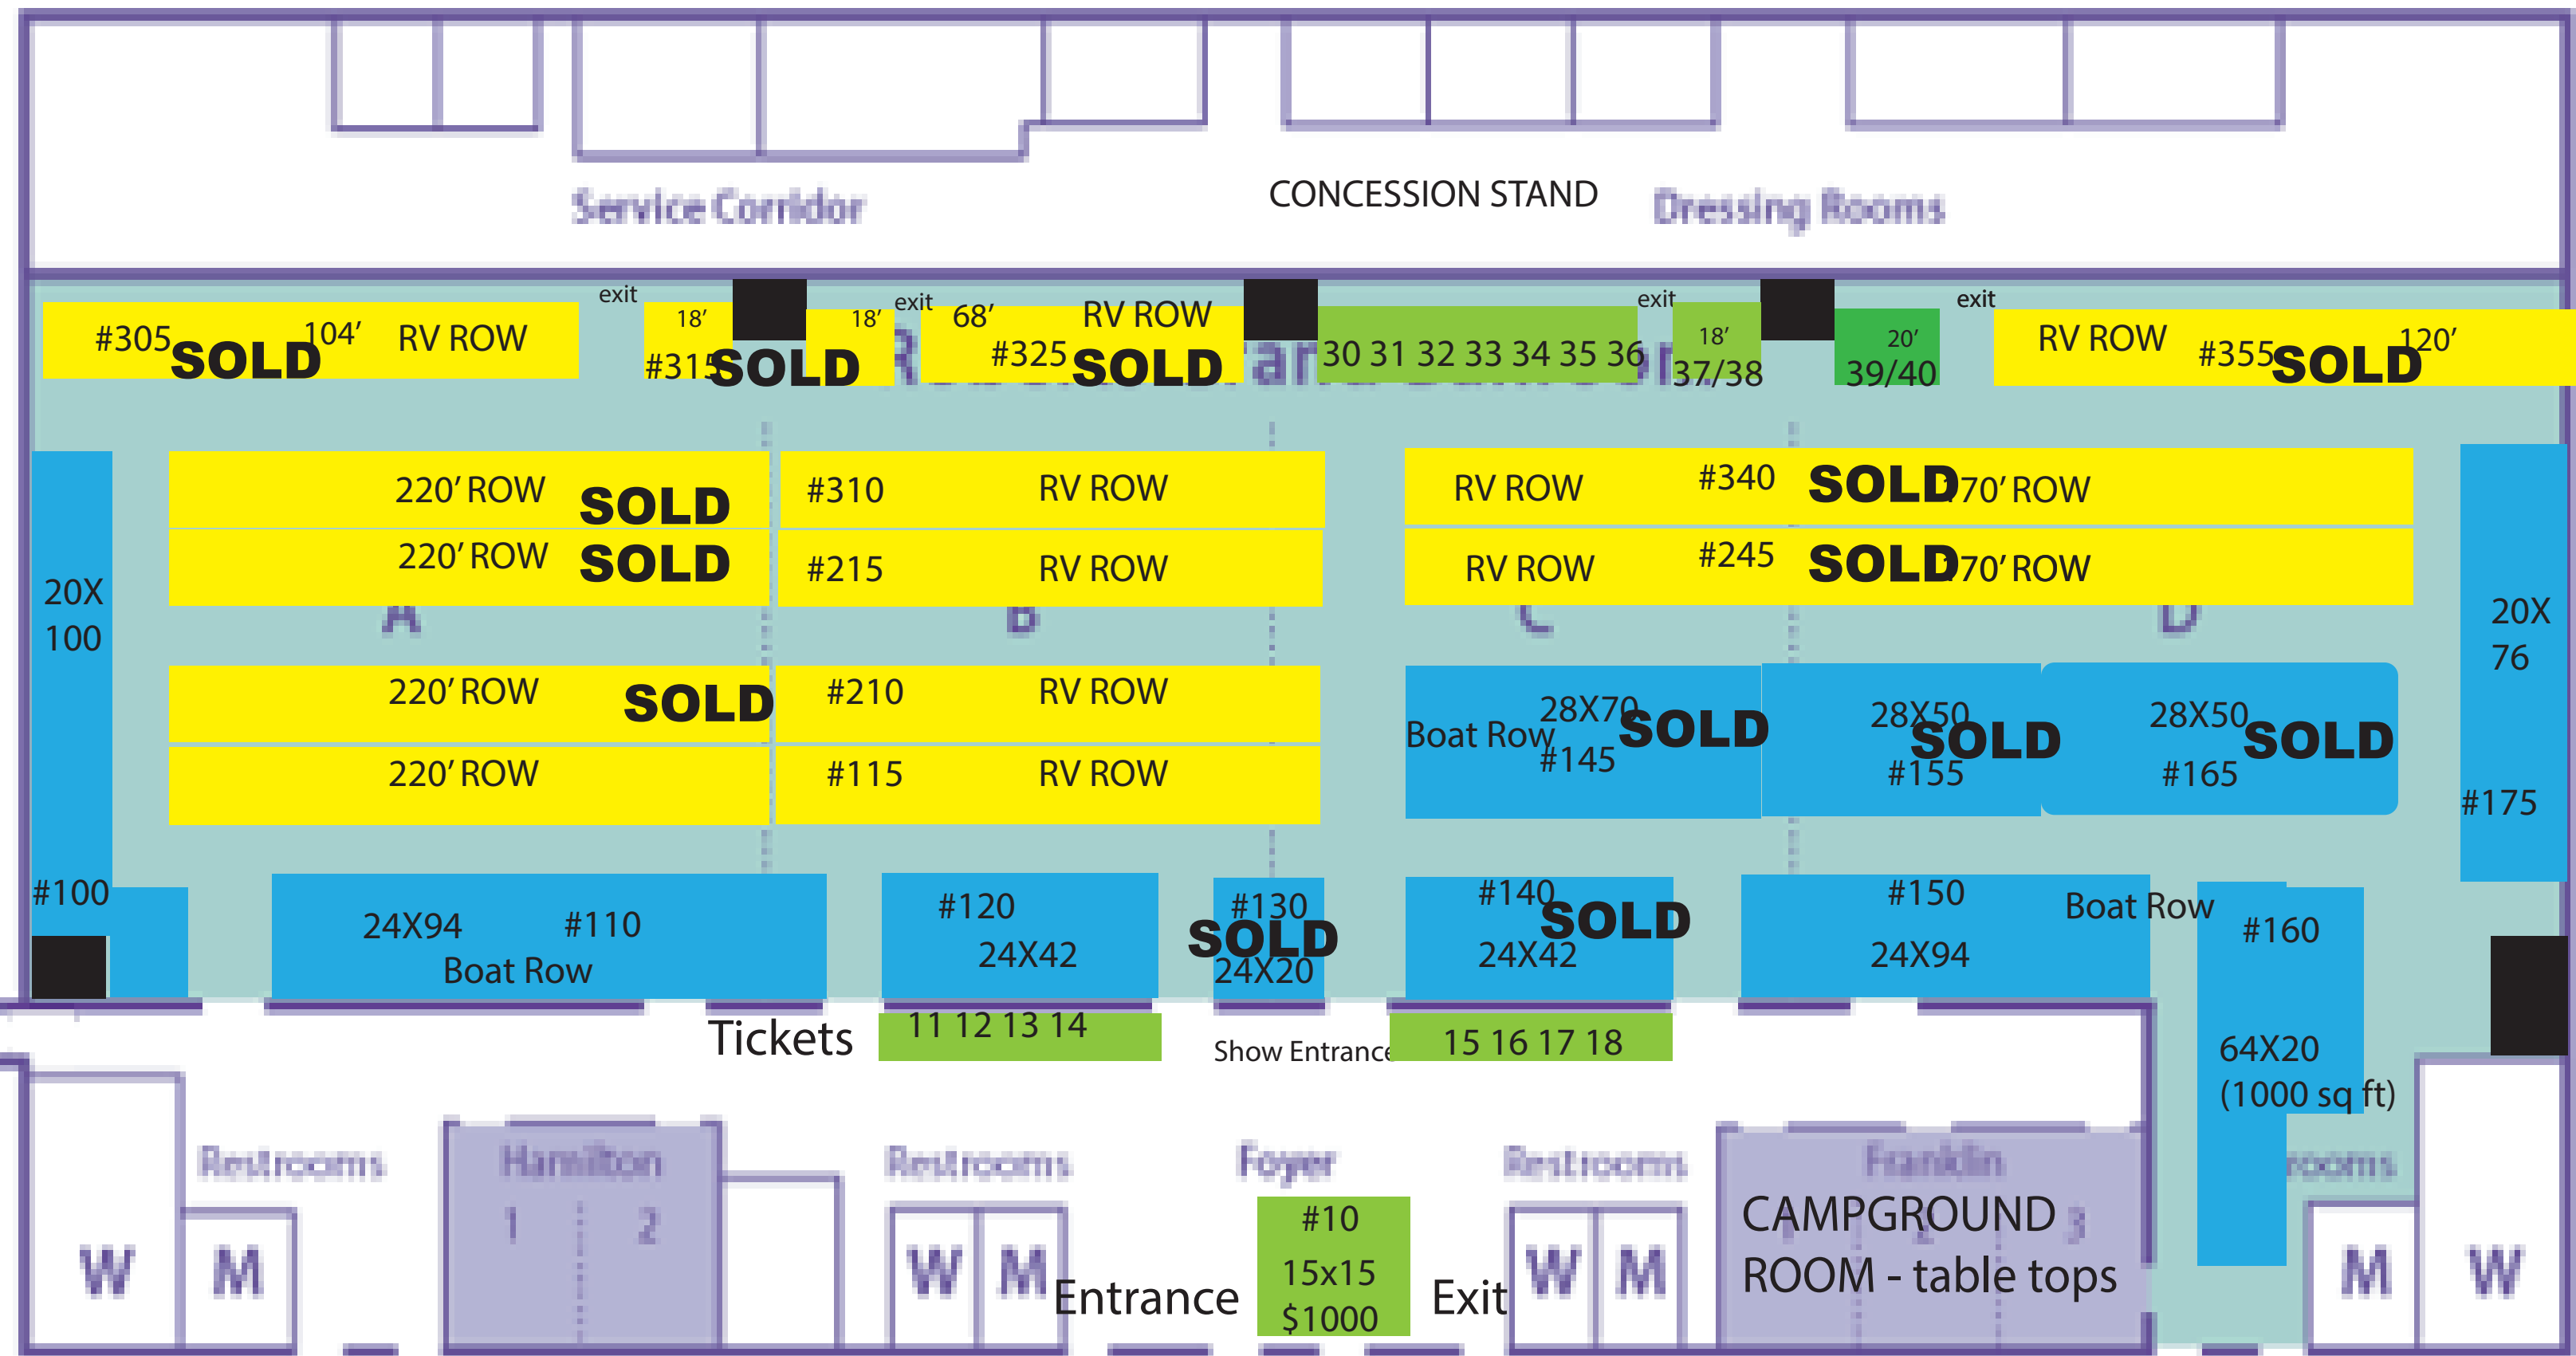 Service Corridor
CONCESSION STAND
Dressing Rooms
exit
exit
exit
exit
#305
SOLD
104’
RV ROW
18’
#315
SOLD
18’
68’
RV ROW
#325
SOLD
30 31 32 33 34 35 36
18’
37/38
20’
39/40
RV ROW
#355
SOLD
120’
220’ ROW
SOLD
#310
RV ROW
RV ROW
#340
SOLD
70’ ROW
220’ ROW
SOLD
#215
RV ROW
RV ROW
#245
SOLD
70’ ROW
20X
100
#100
A
B
C
D
20X
76
#175
220’ ROW
SOLD
#210
RV ROW
220’ ROW
#115
RV ROW
Boat Row
28X70
#145
SOLD
28X50
#155
SOLD
28X50
#165
SOLD
24X94
#110
Boat Row
#120
24X42
#130
SOLD
24X20
#140
SOLD
24X42
#150
24X94
Boat Row
#160
64X20
(1000 sq ft)
Tickets
11 12 13 14
Show Entrance
15 16 17 18
Restrooms
Hamilton
1
2
Restrooms
Foyer
Restrooms
Franklin
1
2
3
rooms
CAMPGROUND
ROOM - table tops
W
M
W
M
Entrance
#10
15x15
$1000
Exit
W
M
M
W